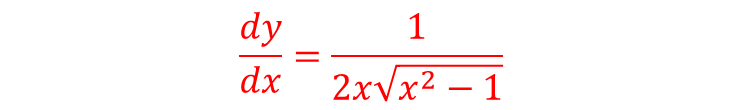 dy/dx = 1/(2x√(x² − 1))